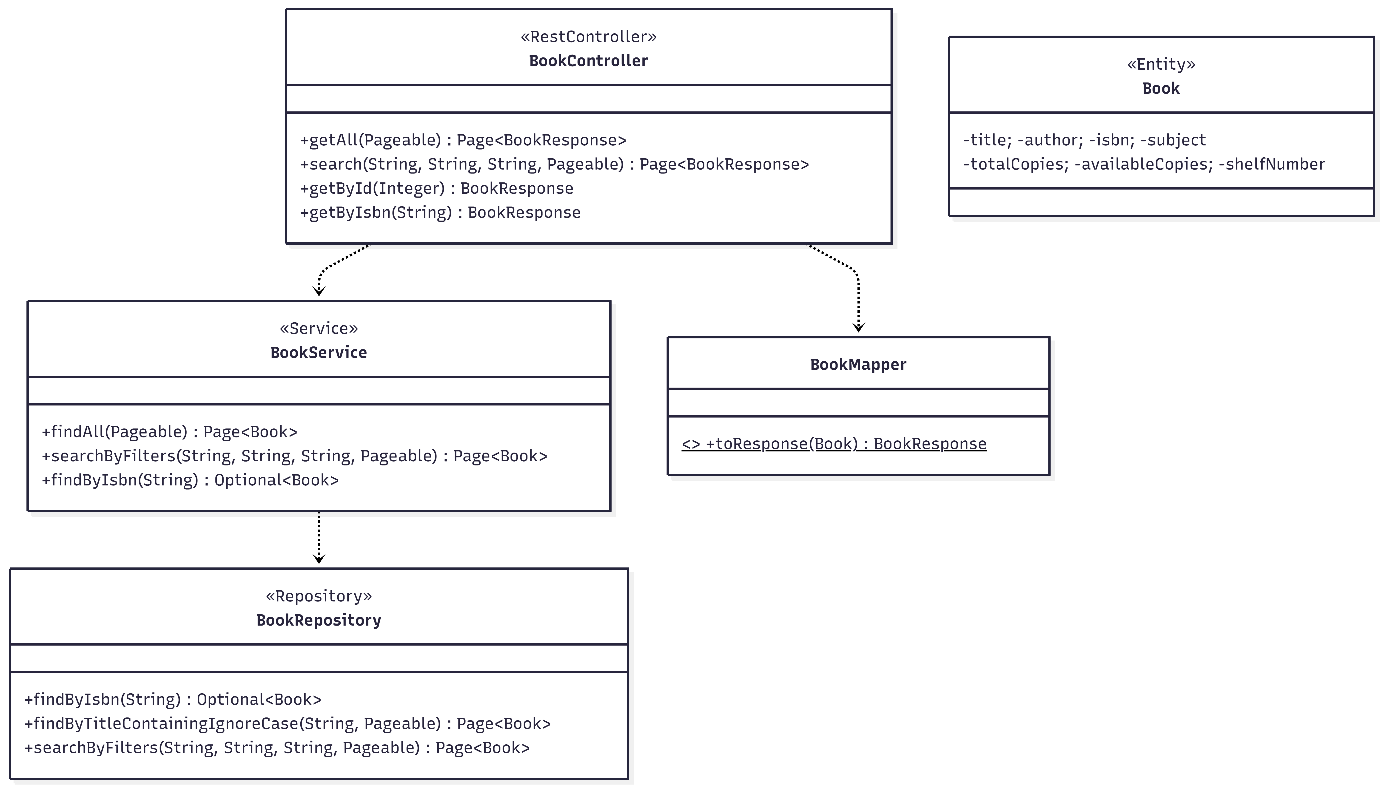 «RestController»
BookController
+getAll(Pageable) : Page<BookResponse>
+search(String, String, String, Pageable) : Page<BookResponse>
+getById(Integer) : BookResponse
+getByIsbn(String) : BookResponse
«Entity»
Book
-title; -author; -isbn; -subject
-totalCopies; -availableCopies; -shelfNumber
«Service»
BookService
+findAll(Pageable) : Page<Book>
+searchByFilters(String, String, String, Pageable) : Page<Book>
+findByIsbn(String) : Optional<Book>
BookMapper
<> +toResponse(Book) : BookResponse
«Repository»
BookRepository
+findByIsbn(String) : Optional<Book>
+findByTitleContainingIgnoreCase(String, Pageable) : Page<Book>
+searchByFilters(String, String, String, Pageable) : Page<Book>